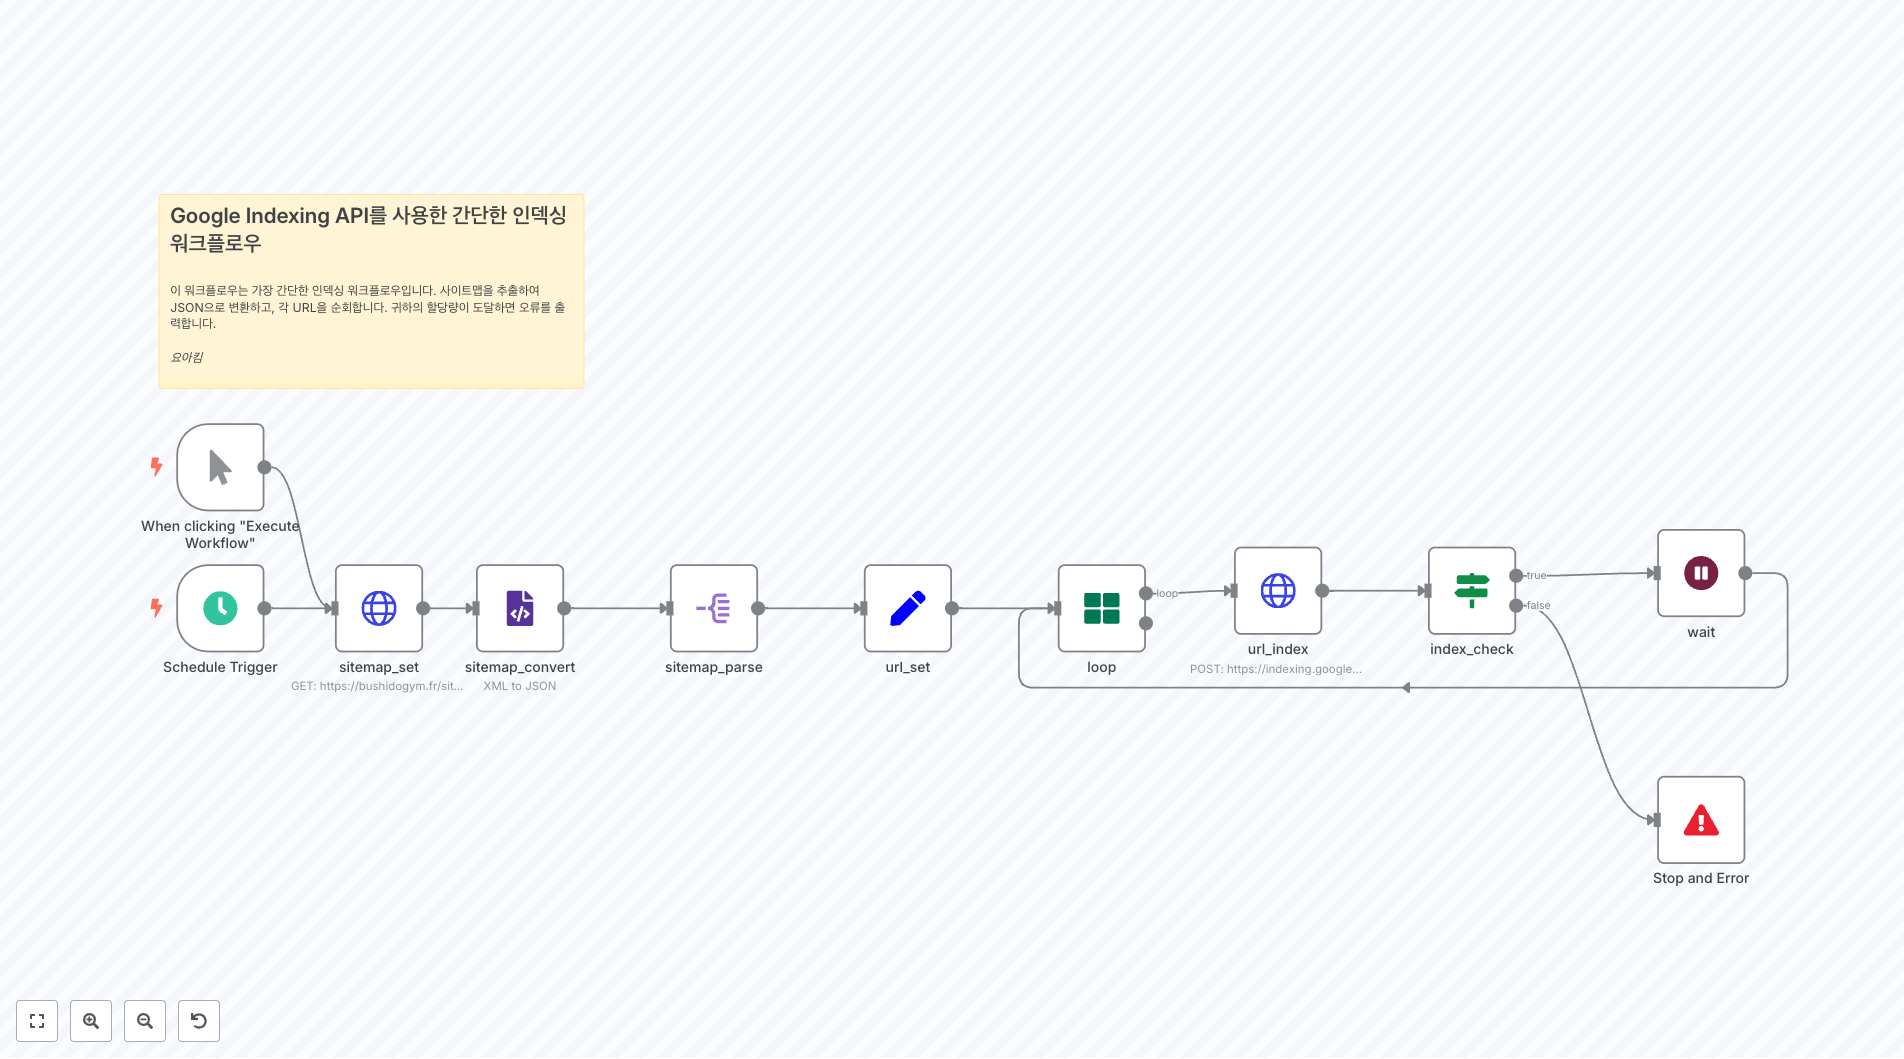 Google Indexing API를 사용한 간단한 인덱싱
워크플로우
이 워크플로우는 가장 간단한 인덱싱 워크플로우입니다. 사이트맵을 추출하여
JSON으로 변환하고, 각 URL을 순회합니다. 귀하의 할당량이 도달하면 오류를 출
력합니다.
요아킴
When clicking "Execute
Workflow"
Schedule Trigger
sitemap_set
GET: https://bushidogym.fr/sit...
sitemap_convert
XML to JSON
sitemap_parse
url_set
loop
loop
url_index
POST: https://indexing.google...
index_check
true
false
wait
Stop and Error